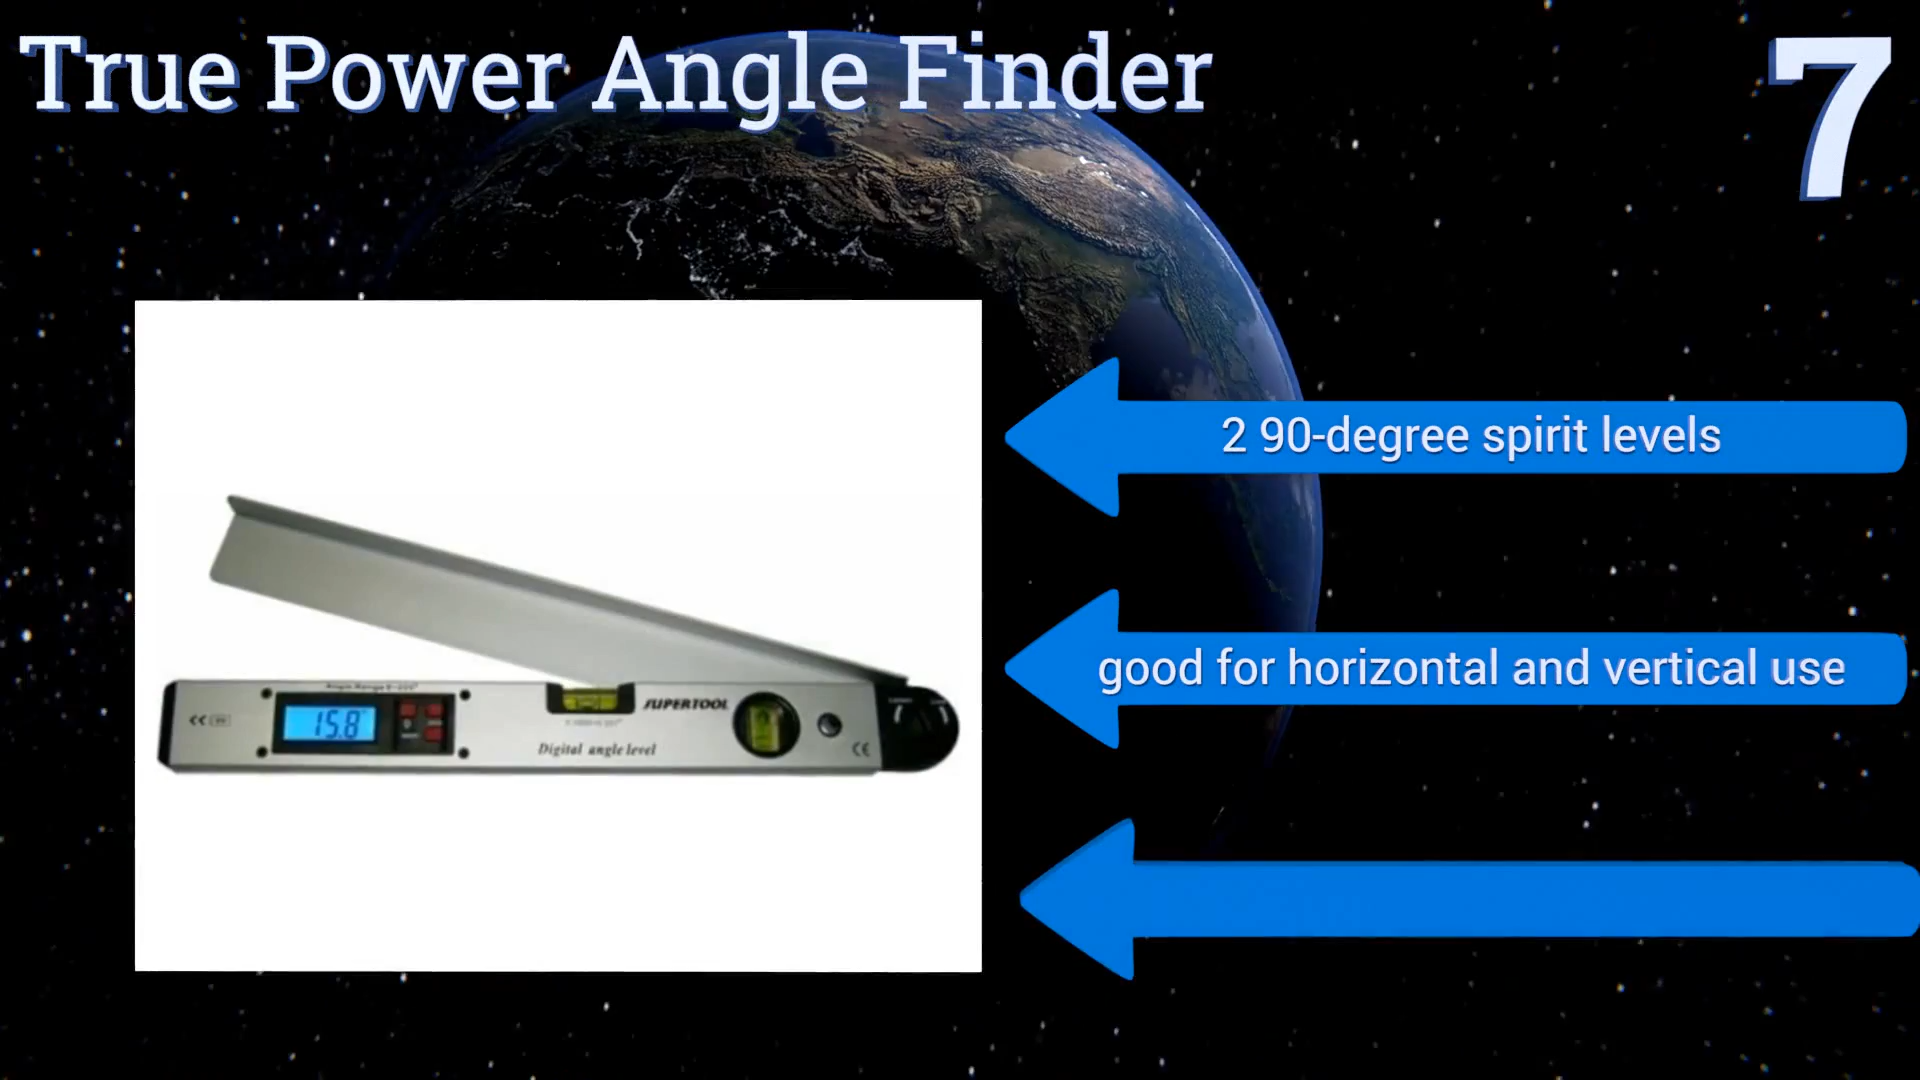 True Power Angle Finder
7
2 90-degree spirit levels
good for horizontal and vertical use
15.8
SUPERTOOL
Digital angle level
CE
CE